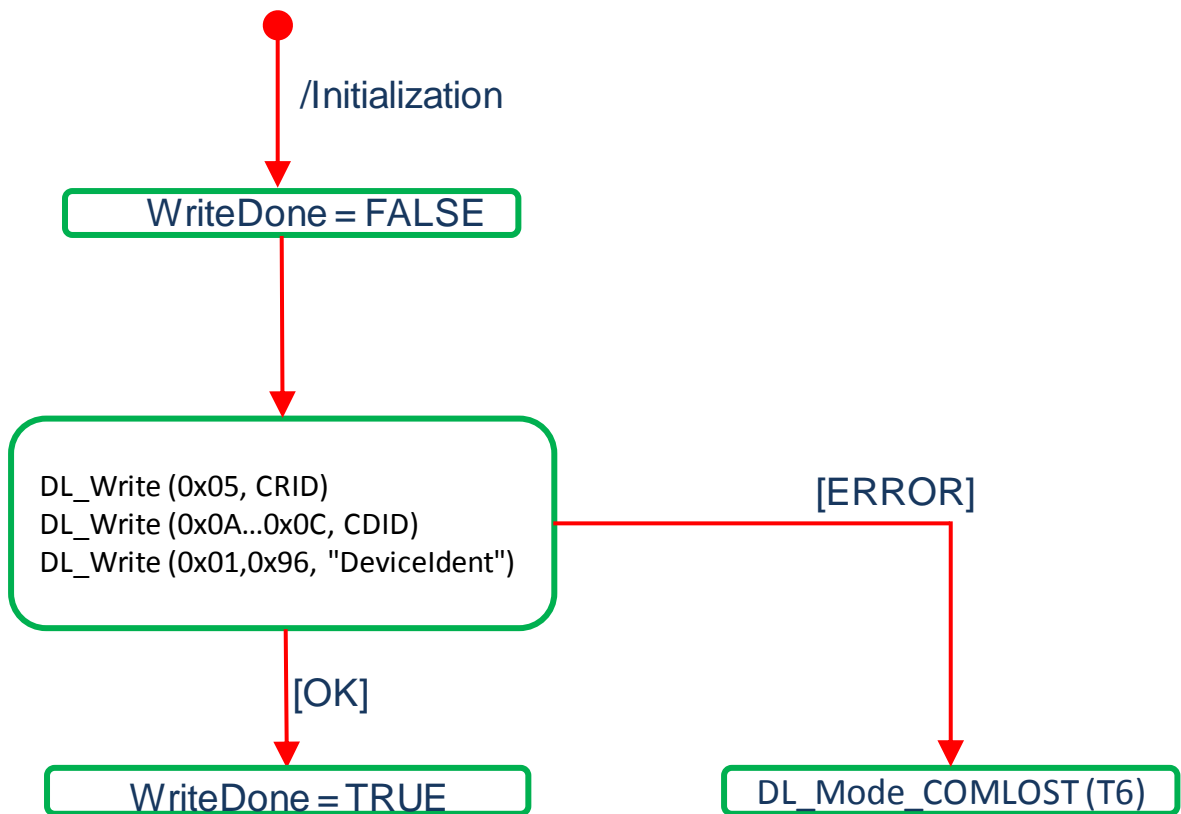 /Initialization
WriteDone = FALSE
DL_Write (0x05, CRID)
DL_Write (0x0A...0x0C, CDID)
DL_Write (0x01,0x96, "DeviceIdent")
[ERROR]
[OK]
WriteDone = TRUE
DL_Mode_COMLOST (T6)